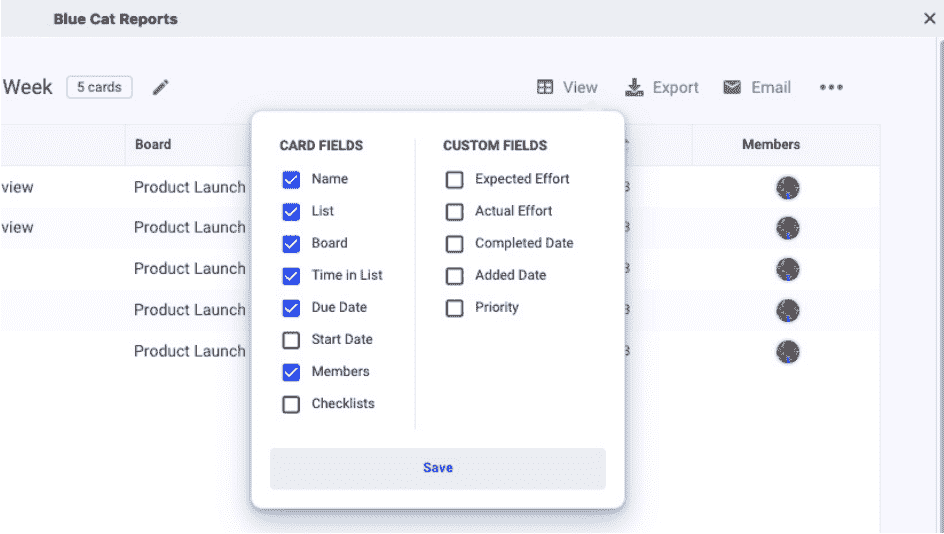 Blue Cat Reports
Week 5 cards View Export Email
Board Members
CARD FIELDS CUSTOM FIELDS
view Product Launch Name Expected Effort
List Actual Effort
view Product Launch Board Completed Date
Product Launch Time in List Added Date
Product Launch Due Date Priority
Start Date
Product Launch Members
Checklists
Save